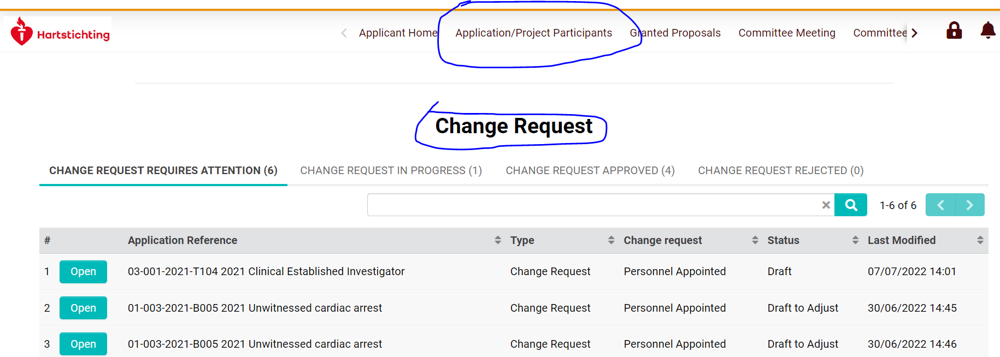 Hartstichting
Applicant Home Application/Project Participants Granted Proposals Committee Meeting Committee
Change Request
CHANGE REQUEST REQUIRES ATTENTION (6) CHANGE REQUEST IN PROGRESS (1) CHANGE REQUEST APPROVED (4) CHANGE REQUEST REJECTED (0)
1-6 of 6
# Application Reference Type Change request Status Last Modified
1 Open 03-001-2021-T104 2021 Clinical Established Investigator Change Request Personnel Appointed Draft 07/07/2022 14:01
2 Open 01-003-2021-B005 2021 Unwitnessed cardiac arrest Change Request Personnel Appointed Draft to Adjust 30/06/2022 14:45
3 Open 01-003-2021-B005 2021 Unwitnessed cardiac arrest Change Request Personnel Appointed Draft to Adjust 30/06/2022 14:46